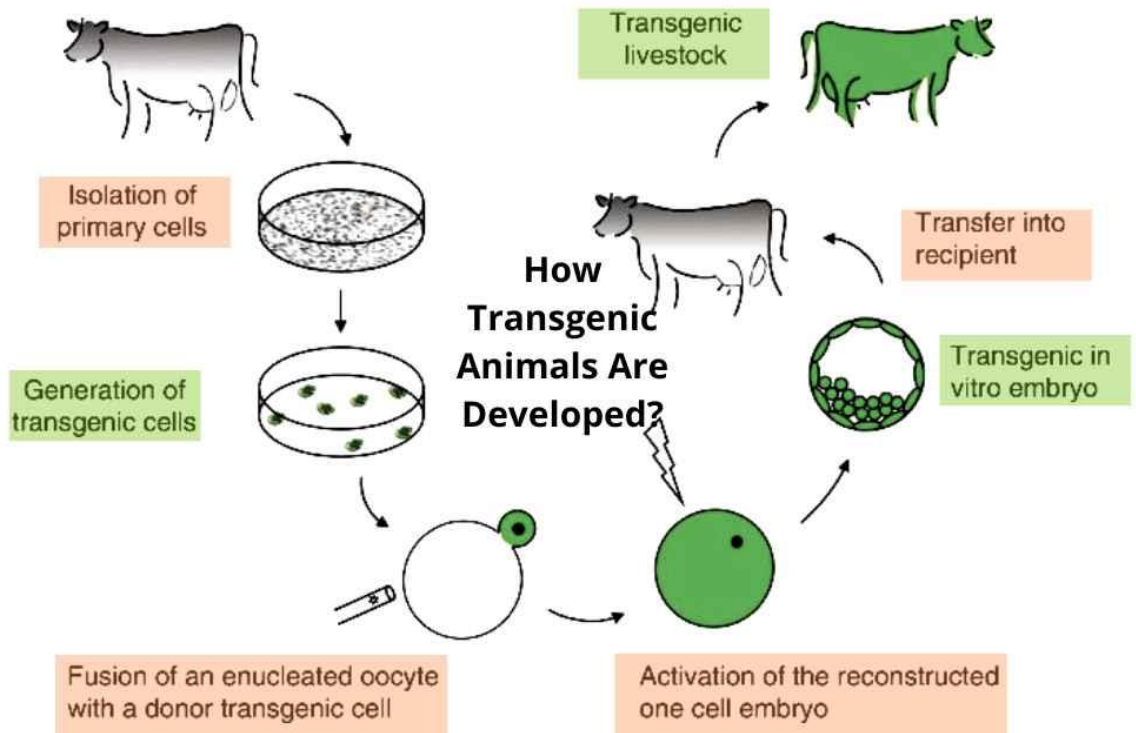 Isolation of
primary cells
Generation of
transgenic cells
Fusion of an enucleated oocyte
with a donor transgenic cell
Activation of the reconstructed
one cell embryo
Transgenic in
vitro embryo
Transfer into
recipient
Transgenic
livestock
How
Transgenic
Animals Are
Developed?